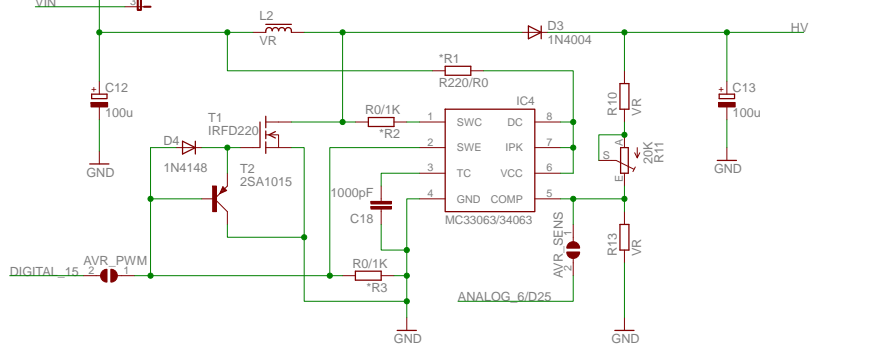 VIN
3
L2
VR
D3
1N4004
HV
*R1
R220/R0
C12
+
100u
GND
T1
IRFD220
R0/1K
*R2
IC4
1 SWC DC 8
2 SWE IPK 7
3 TC VCC 6
4 GND COMP 5
MC33063/34063
R10
VR
C13
+
100u
GND
D4
1N4148
T2
2SA1015
1000pF
C18
A
S
E
20K
R11
AVR_SENS
1
2
R13
VR
DIGITAL_15
AVR_PWM
2 1
R0/1K
*R3
ANALOG_6/D25
GND
GND